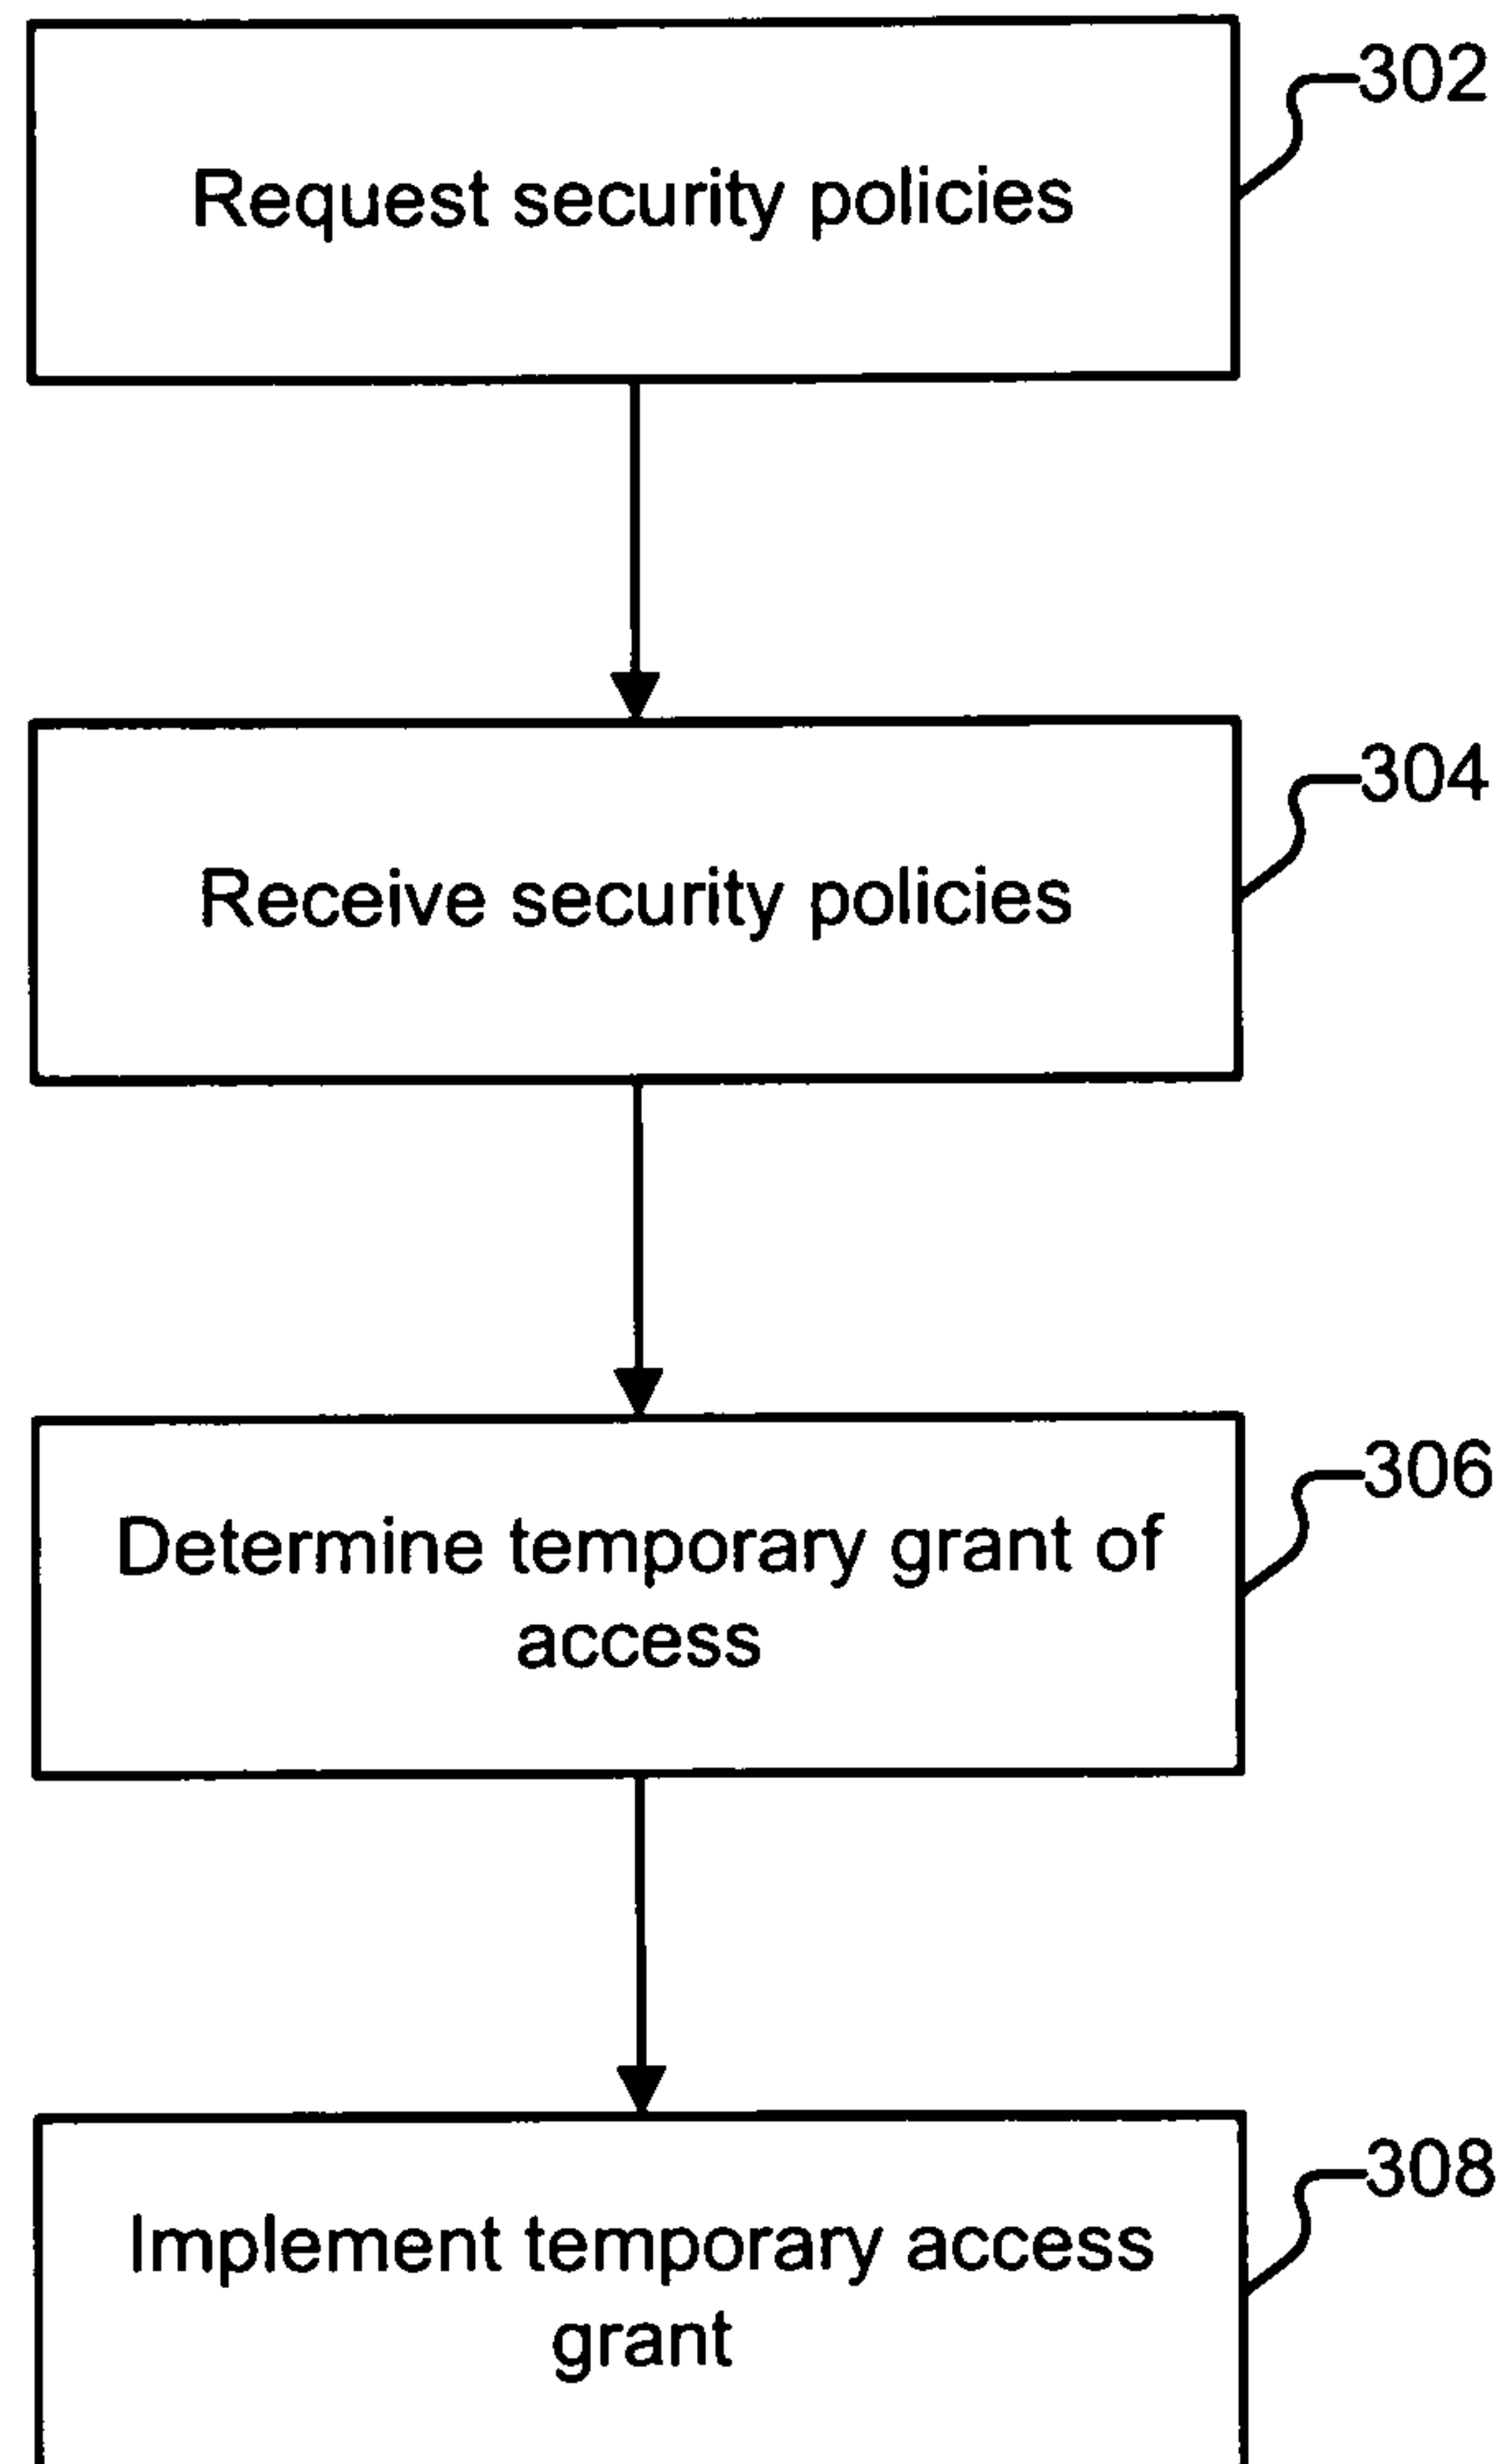 302
Request security policies
304
Receive security policies
306
Determine temporary grant of
access
308
Implement temporary access
grant